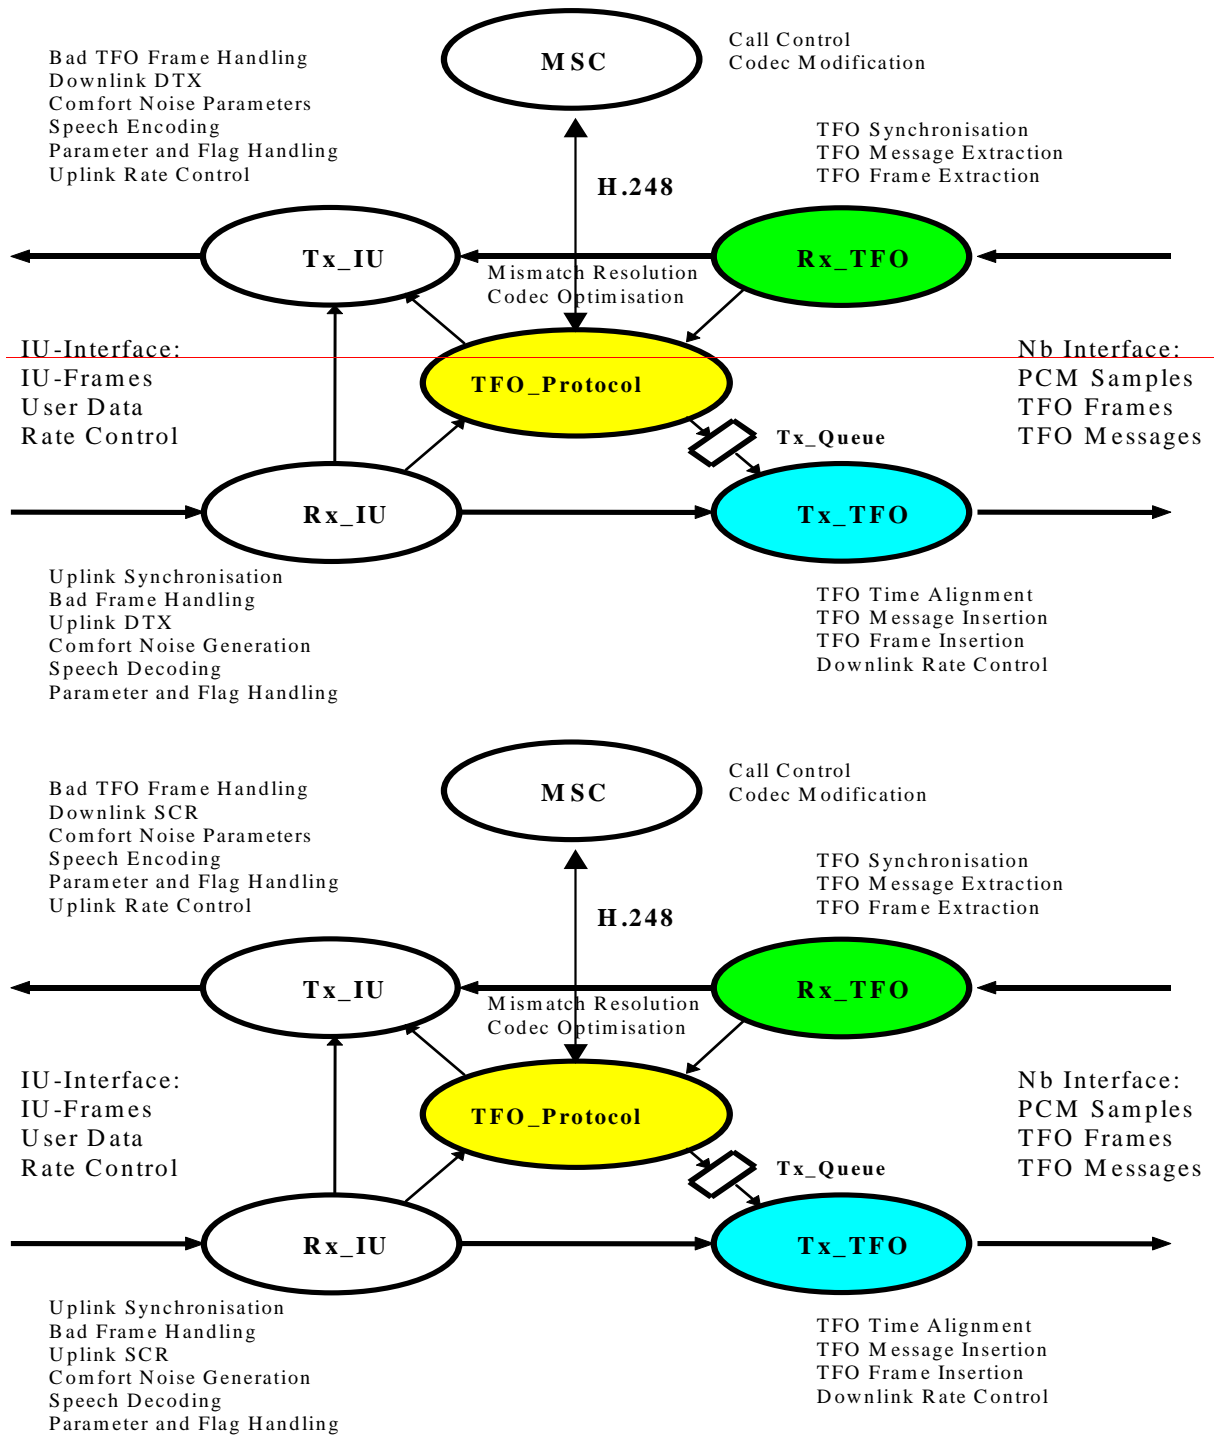 Bad TFO Frame Handling
Downlink DTX
Comfort Noise Parameters
Speech Encoding
Parameter and Flag Handling
Uplink Rate Control
MSC
Call Control
Codec Modification
TFO Synchronisation
TFO Message Extraction
TFO Frame Extraction
H.248
Tx_IU
Rx_TFO
Mismatch Resolution
Codec Optimisation
IU-Interface:
IU-Frames
User Data
Rate Control
TFO_Protocol
Nb Interface:
PCM Samples
TFO Frames
TFO Messages
Tx_Queue
Rx_IU
Tx_TFO
Uplink Synchronisation
Bad Frame Handling
Uplink DTX
Comfort Noise Generation
Speech Decoding
Parameter and Flag Handling
TFO Time Alignment
TFO Message Insertion
TFO Frame Insertion
Downlink Rate Control
Bad TFO Frame Handling
Downlink SCR
Comfort Noise Parameters
Speech Encoding
Parameter and Flag Handling
Uplink Rate Control
MSC
Call Control
Codec Modification
TFO Synchronisation
TFO Message Extraction
TFO Frame Extraction
H.248
Tx_IU
Rx_TFO
Mismatch Resolution
Codec Optimisation
IU-Interface:
IU-Frames
User Data
Rate Control
TFO_Protocol
Nb Interface:
PCM Samples
TFO Frames
TFO Messages
Tx_Queue
Rx_IU
Tx_TFO
Uplink Synchronisation
Bad Frame Handling
Uplink SCR
Comfort Noise Generation
Speech Decoding
Parameter and Flag Handling
TFO Time Alignment
TFO Message Insertion
TFO Frame Insertion
Downlink Rate Control